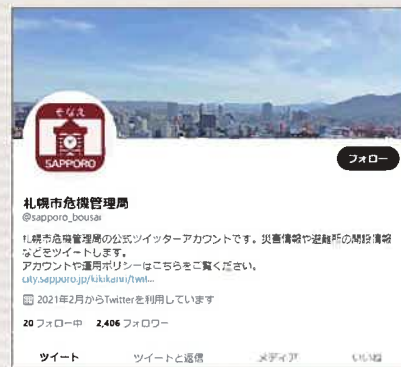 そなえ
SAPPORO
フォロー
札幌市危機管理局
@sapporo_bousai
札幌市危機管理局の公式ツイッターアカウントです。災害情報や避難所の開設情報
などをツイートします。
アカウントや運用ポリシーはこちらをご覧ください。
city.sapporo.jp/kikikanri/twit...
2021年2月からTwitterを利用しています
20 フォロー中 2,406 フォロワー
ツイート ツイートと返信 メディア いいね